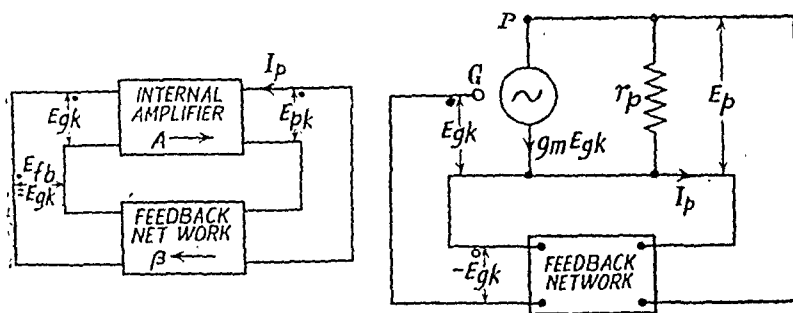 INTERNAL
AMPLIFIER
A →
Ip
Egk
Epk
Efb
=Egk
FEEDBACK
NET WORK
β ←
P
G
Egk
gmEgk
rp
Ep
Ip
-Egk
FEEDBACK
NETWORK